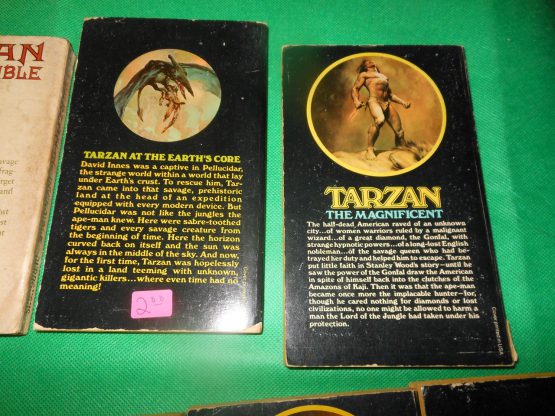 AN
UBLE
avage
frag-
arget
and!
TARZAN AT THE EARTH'S CORE
David Innes was a captive in Pellucidar,
the strange world within a world that lay
under Earth's crust. To rescue him, Tar-
zan came into that savage, prehistoric
land at the head of an expedition
equipped with every modern device. But
Pellucidar was not like the jungles the
ape-man knew. Here were sabre-toothed
tigers and every savage creature from
the beginning of time. Here the horizon
curved back on itself and the sun was
always in the middle of the sky. And now,
for the first time, Tarzan was hopelessly
lost in a land teeming with unknown,
gigantic killers...where even time had no
meaning!
2.00
TARZAN
THE MAGNIFICENT
The half-dead American raved of an unknown
city...of women warriors ruled by a malignant
wizard...of a great diamond, the Gonfal, with
strange hypnotic powers...of a long-lost English
nobleman...of the savage queen who had be-
trayed her duty and helped him to escape. Tarzan
put little faith in Stanley Wood's story—until he
saw the power of the Gonfal draw the American
in spite of himself back into the clutches of the
Amazons of Kaji. Then it was that the ape-man
became once more the implacable hunter—for,
though he cared nothing for diamonds or lost
civilizations, no one might be allowed to harm a
man the Lord of the Jungle had taken under his
protection.
Cover printed in USA